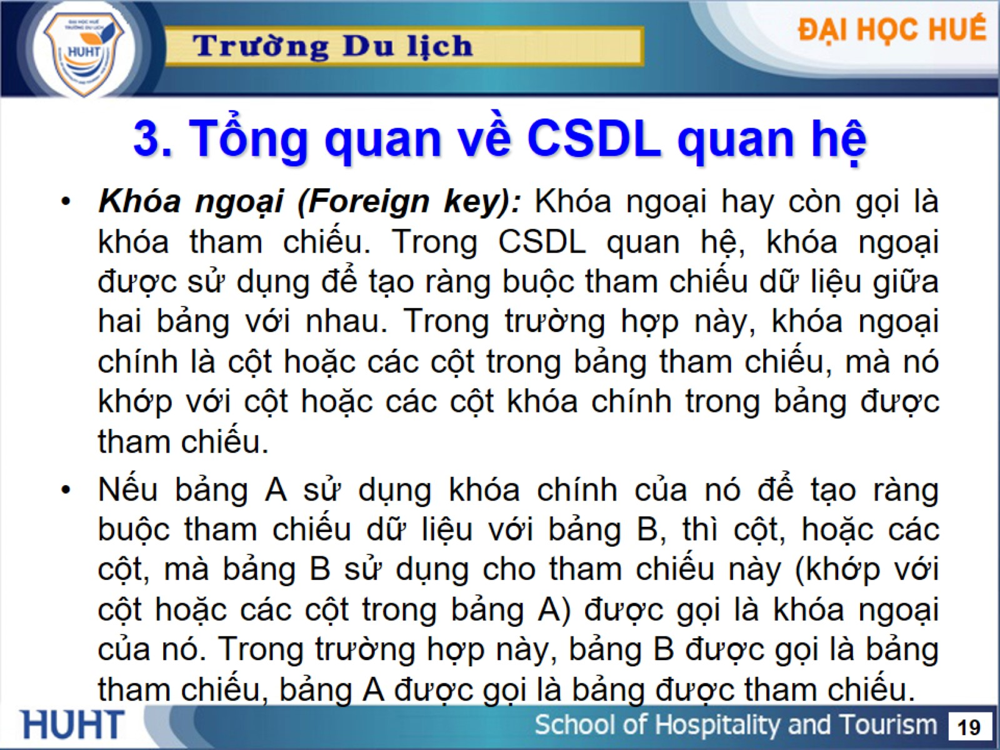 ĐẠI HỌC HUẾ
TRƯỜNG DU LỊCH
HUHT
Trường Du lịch
ĐẠI HỌC HUẾ
3. Tổng quan về CSDL quan hệ
• Khóa ngoại (Foreign key): Khóa ngoại hay còn gọi là
khóa tham chiếu. Trong CSDL quan hệ, khóa ngoại
được sử dụng để tạo ràng buộc tham chiếu dữ liệu giữa
hai bảng với nhau. Trong trường hợp này, khóa ngoại
chính là cột hoặc các cột trong bảng tham chiếu, mà nó
khớp với cột hoặc các cột khóa chính trong bảng được
tham chiếu.
• Nếu bảng A sử dụng khóa chính của nó để tạo ràng
buộc tham chiếu dữ liệu với bảng B, thì cột, hoặc các
cột, mà bảng B sử dụng cho tham chiếu này (khớp với
cột hoặc các cột trong bảng A) được gọi là khóa ngoại
của nó. Trong trường hợp này, bảng B được gọi là bảng
tham chiếu, bảng A được gọi là bảng được tham chiếu.
HUHT
School of Hospitality and Tourism
19